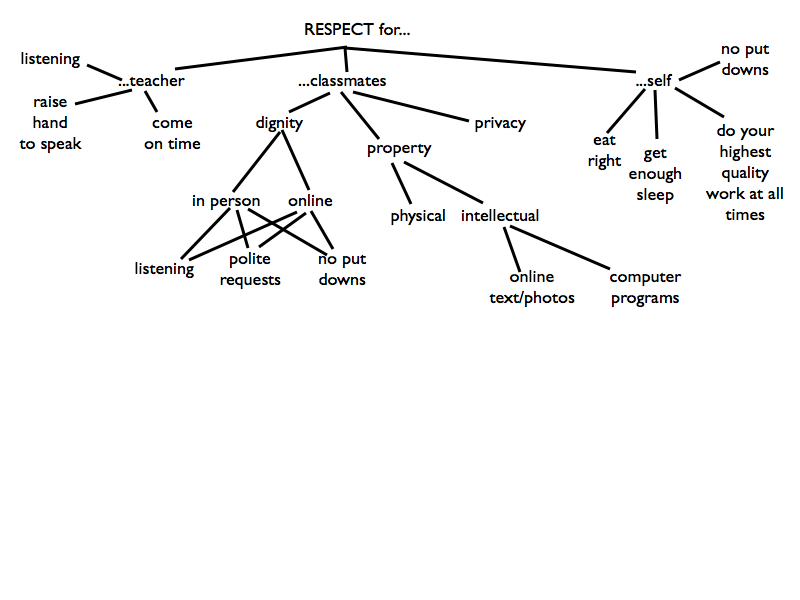 RESPECT for...
listening
...teacher
raise
hand
to speak
come
on time
...classmates
dignity
property
privacy
in person
online
listening
polite
requests
no put
downs
physical
intellectual
online
text/photos
computer
programs
...self
no put
downs
eat
right
get
enough
sleep
do your
highest
quality
work at all
times